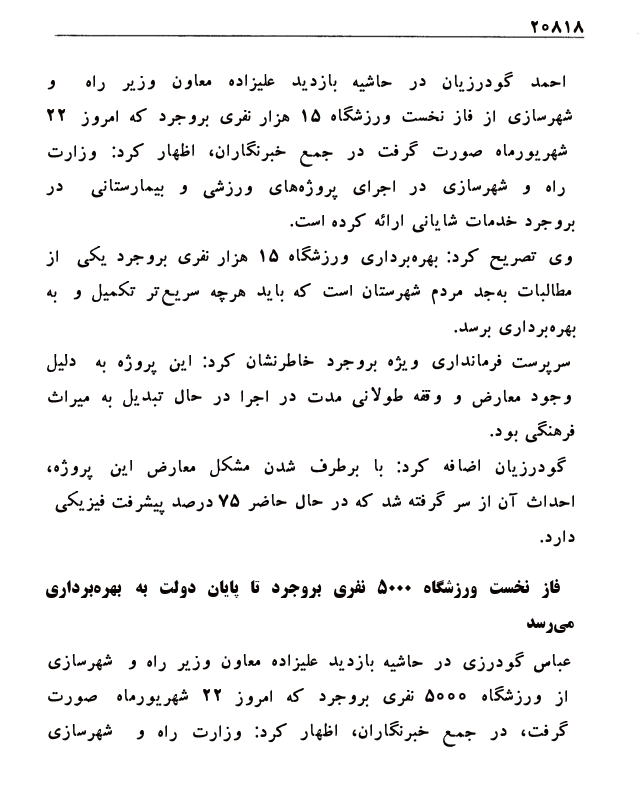 ۲۰۸۱۸
احمد گودرزیان در حاشیه بازدید علیزاده معاون وزیر راه و
شهرسازی از فاز نخست ورزشگاه ۱۵ هزار نفری بروجرد که امروز ۲۲
شهریورماه صورت گرفت در جمع خبرنگاران، اظهار کرد: وزارت
راه و شهرسازی در اجرای پروژه‌های ورزشی و بیمارستانی در
بروجرد خدمات شایانی ارائه کرده است.
وی تصریح کرد: بهره‌برداری ورزشگاه ۱۵ هزار نفری بروجرد یکی از
مطالبات به‌جد مردم شهرستان است که باید هرچه سریع‌تر تکمیل و به
بهره‌برداری برسد.
سرپرست فرمانداری ویژه بروجرد خاطرنشان کرد: این پروژه به دلیل
وجود معارض و وقفه طولانی مدت در اجرا در حال تبدیل به میراث
فرهنگی بود.
گودرزیان اضافه کرد: با برطرف شدن مشکل معارض این پروژه،
احداث آن از سر گرفته شد که در حال حاضر ۷۵ درصد پیشرفت فیزیکی
دارد.
فاز نخست ورزشگاه ۵۰۰۰ نفری بروجرد تا پایان دولت به بهره‌برداری
می‌رسد
عباس گودرزی در حاشیه بازدید علیزاده معاون وزیر راه و شهرسازی
از ورزشگاه ۵۰۰۰ نفری بروجرد که امروز ۲۲ شهریورماه صورت
گرفت، در جمع خبرنگاران، اظهار کرد: وزارت راه و شهرسازی